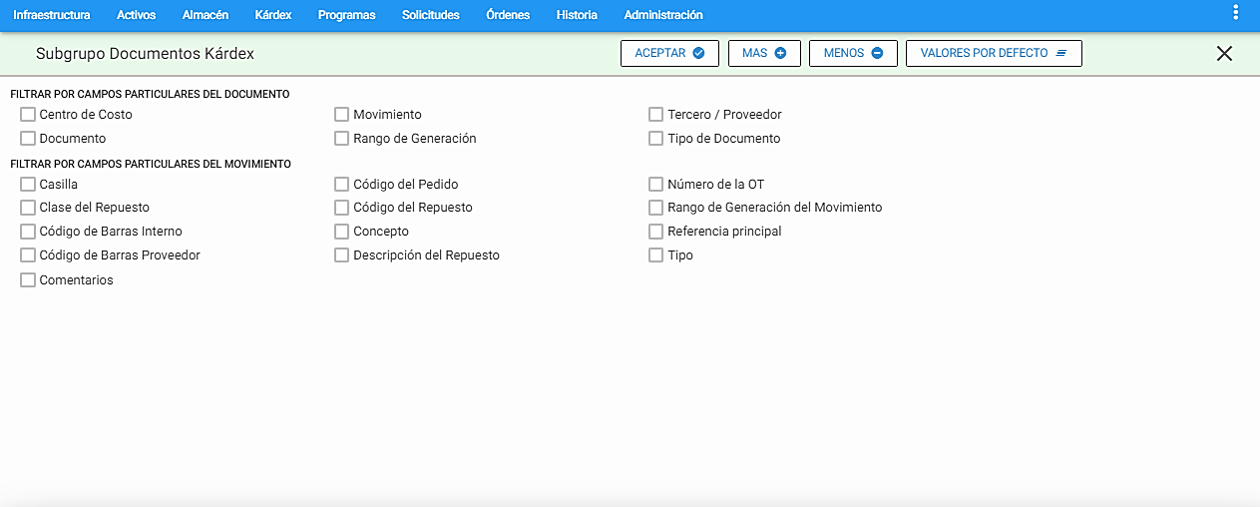 Infraestructura Activos Almacén Kárdex Programas Solicitudes Órdenes Historia Administración
Subgrupo Documentos Kárdex ACEPTAR MAS MENOS VALORES POR DEFECTO
FILTRAR POR CAMPOS PARTICULARES DEL DOCUMENTO
Centro de Costo Movimiento Tercero / Proveedor
Documento Rango de Generación Tipo de Documento
FILTRAR POR CAMPOS PARTICULARES DEL MOVIMIENTO
Casilla Código del Pedido Número de la OT
Clase del Repuesto Código del Repuesto Rango de Generación del Movimiento
Código de Barras Interno Concepto Referencia principal
Código de Barras Proveedor Descripción del Repuesto Tipo
Comentarios